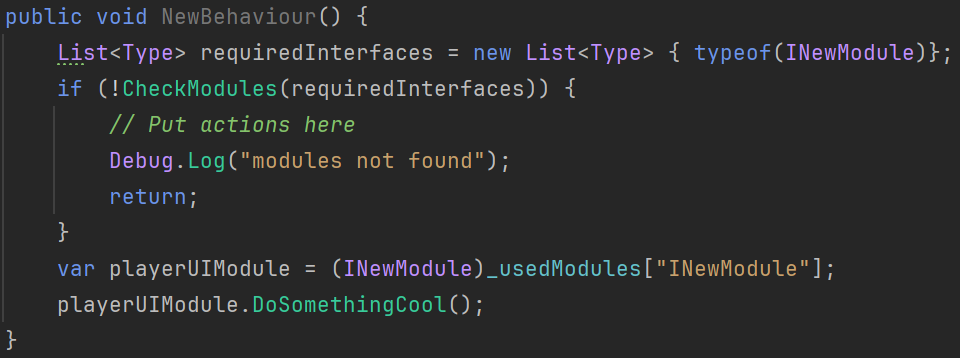 public void NewBehaviour() {
List<Type> requiredInterfaces = new List<Type> { typeof(INewModule)};
if (!CheckModules(requiredInterfaces)) {
// Put actions here
Debug.Log("modules not found");
return;
}
var playerUIModule = (INewModule)_usedModules["INewModule"];
playerUIModule.DoSomethingCool();
}